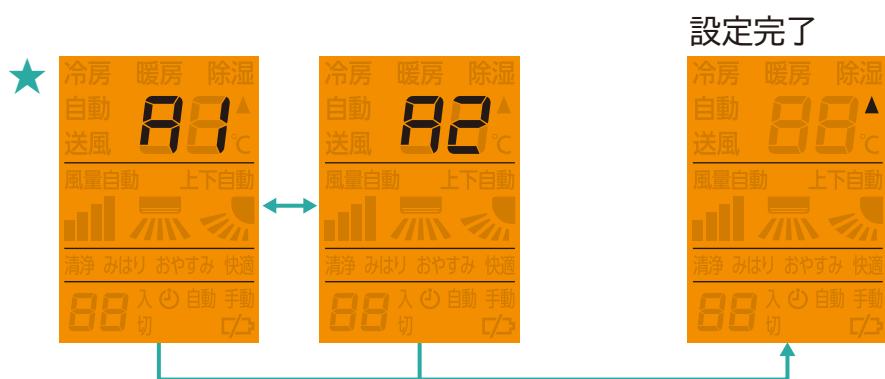 設定完了
冷房 暖房 除湿
自動 A1 ▲
送風 ℃
風量自動 上下自動
清浄 みはり おやすみ 快適
88 入 自動 手動
切
冷房 暖房 除湿
自動 A2 ▲
送風 ℃
風量自動 上下自動
清浄 みはり おやすみ 快適
88 入 自動 手動
切
冷房 暖房 除湿
自動 88 ▲
送風 ℃
風量自動 上下自動
清浄 みはり おやすみ 快適
88 入 自動 手動
切